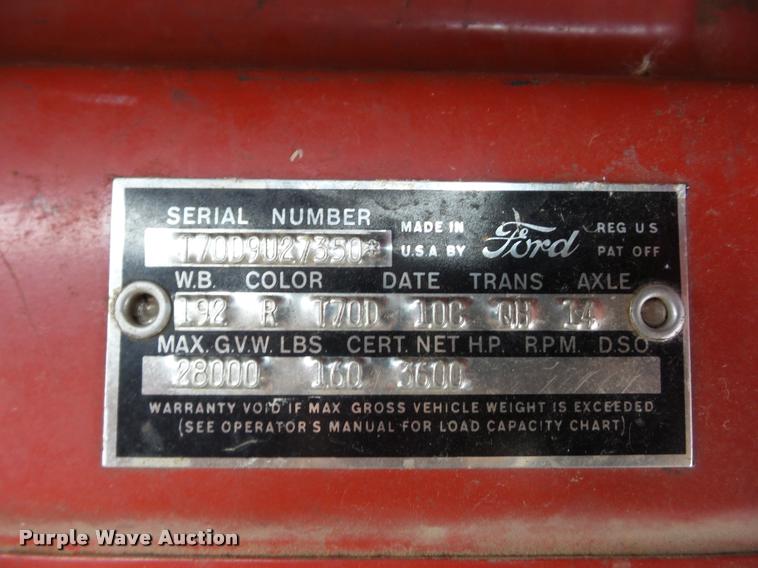 SERIAL NUMBER MADE IN Ford REG US
T70D9U27350* U.S.A BY PAT OFF
W.B. COLOR DATE TRANS AXLE
192 R T70D 10C 14
MAX. G.V.W. LBS. CERT. NET H.P. R.P.M. D.S.O.
28000 160 3600
WARRANTY VOID IF MAX GROSS VEHICLE WEIGHT IS EXCEEDED
(SEE OPERATOR'S MANUAL FOR LOAD CAPACITY CHART)
Purple Wave Auction